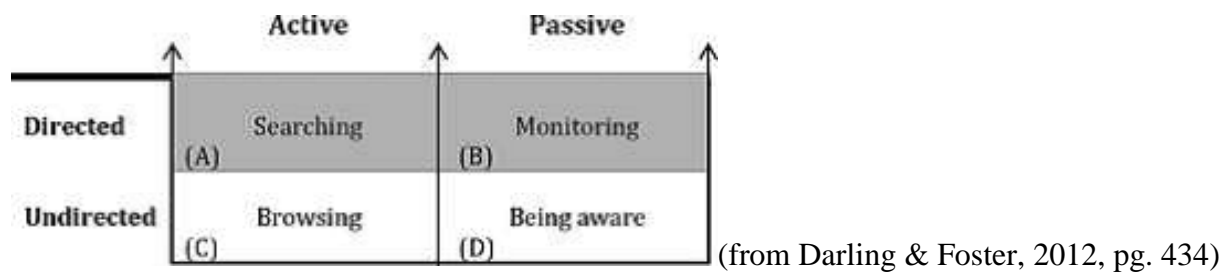 Active Passive
Directed Searching Monitoring
(A) (B)
Undirected Browsing Being aware
(C) (D) (from Darling & Foster, 2012, pg. 434)